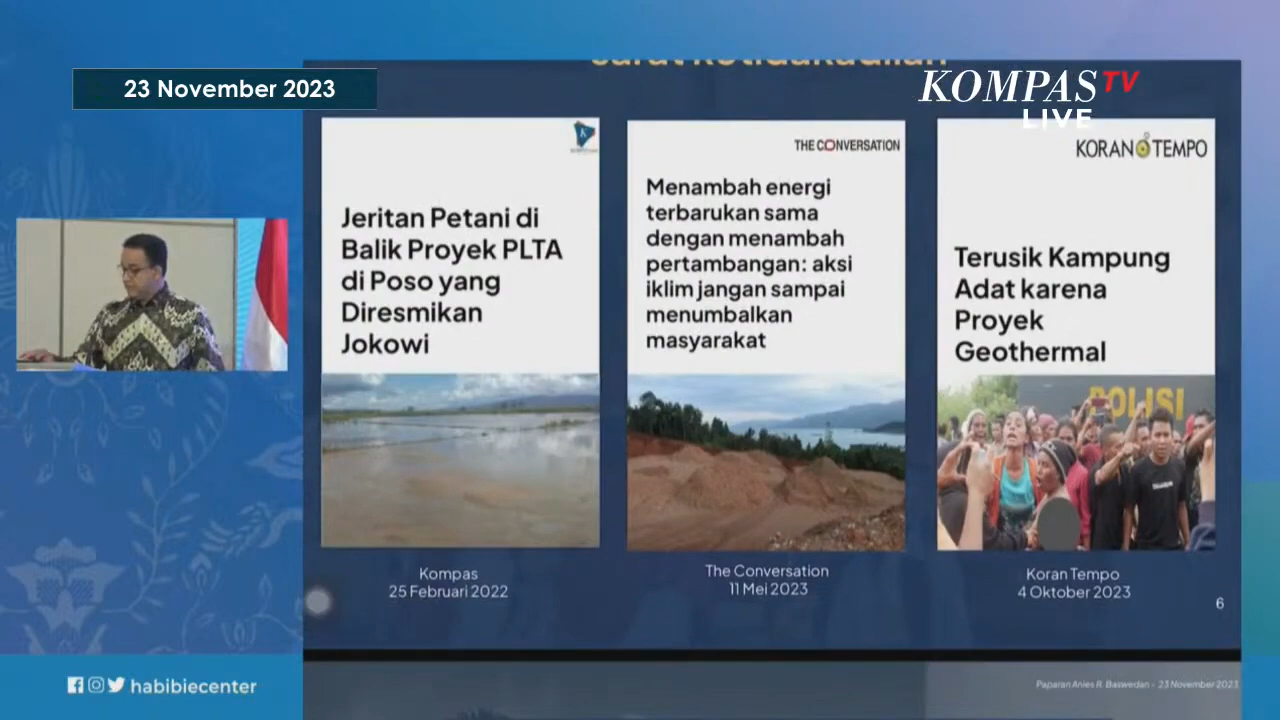 sarat ketidakadilan
23 November 2023
KOMPAS TV
LIVE
Jeritan Petani di
Balik Proyek PLTA
di Poso yang
Diresmikan
Jokowi
Kompas
25 Februari 2022
THE CONVERSATION
Menambah energi
terbarukan sama
dengan menambah
pertambangan: aksi
iklim jangan sampai
menumbalkan
masyarakat
The Conversation
11 Mei 2023
KORAN TEMPO
Terusik Kampung
Adat karena
Proyek
Geothermal
POLISI
Koran Tempo
4 Oktober 2023
6
habibiecenter
Paparan Anies R. Baswedan - 23 November 2023